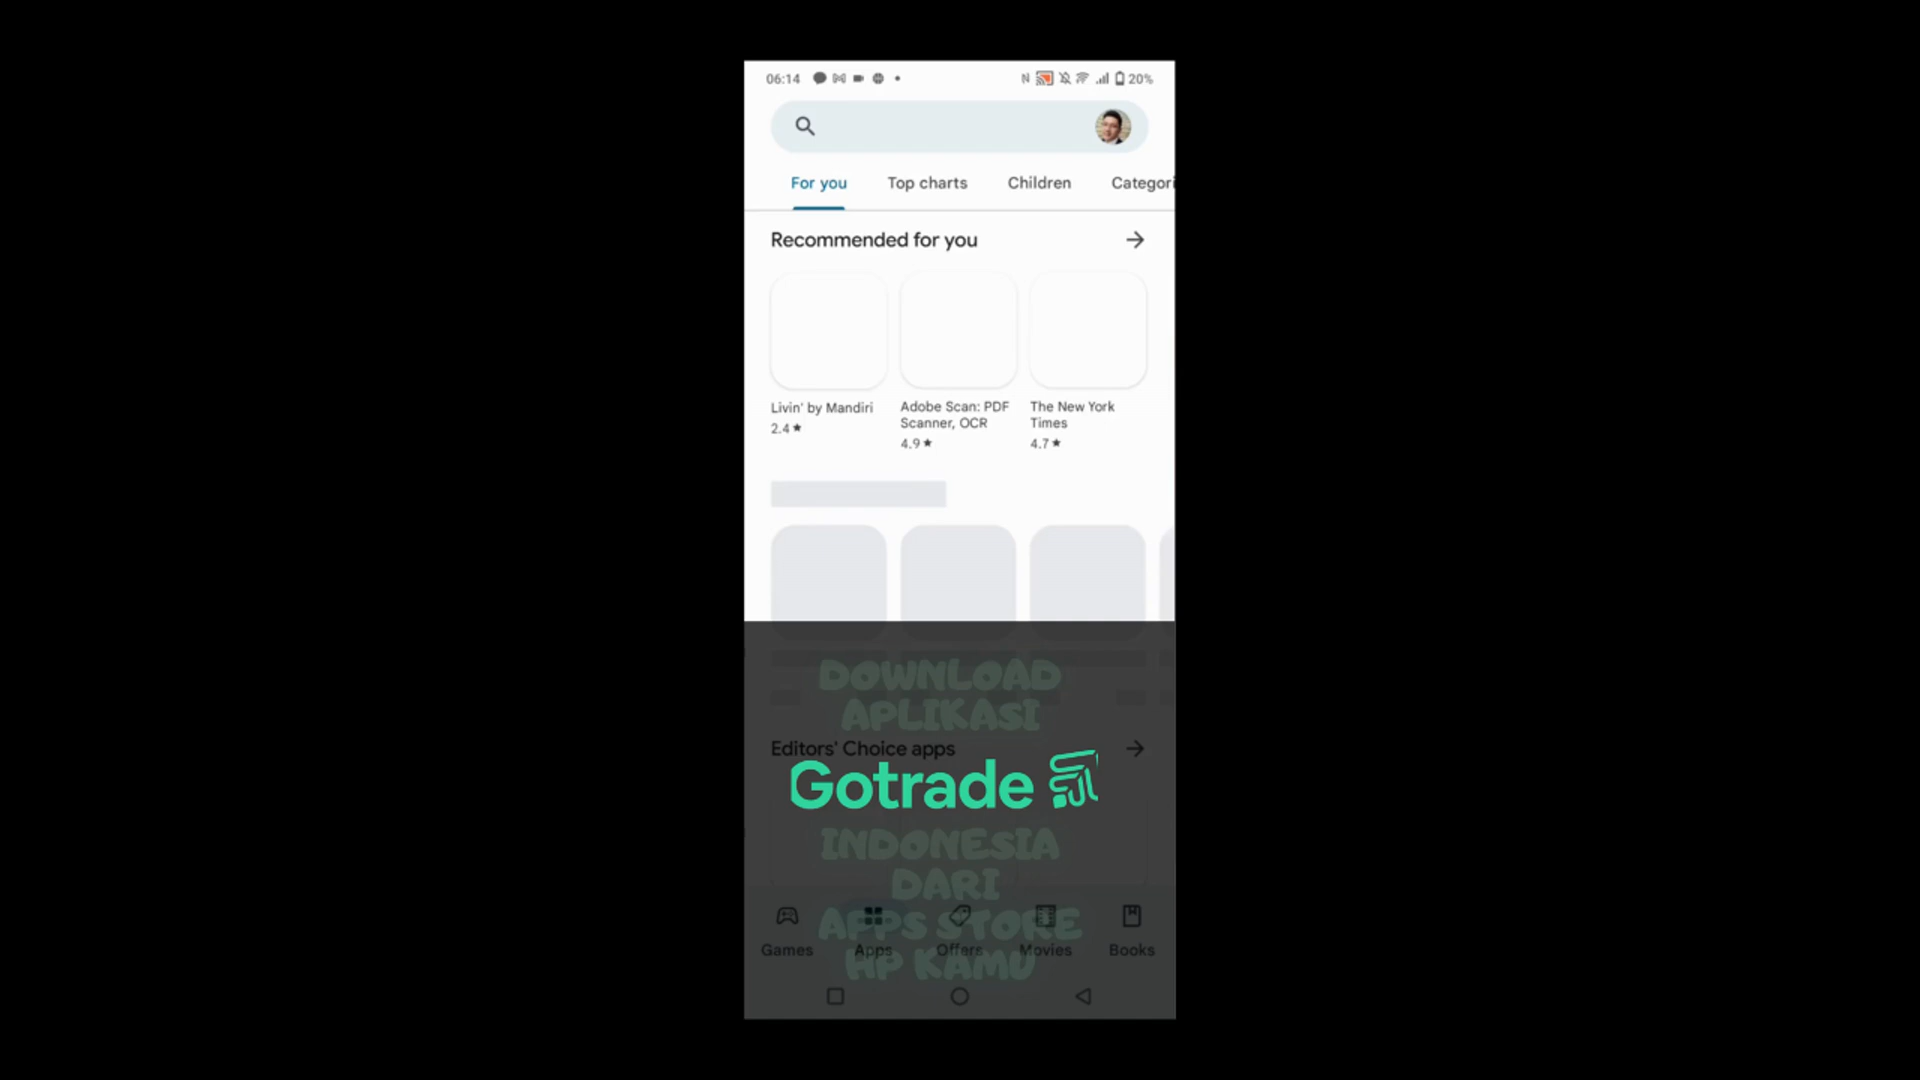 06:14
20%
For you Top charts Children Categori
Recommended for you
Livin' by Mandiri
2.4★
Adobe Scan: PDF
Scanner, OCR
4.9★
The New York
Times
4.7★
DOWNLOAD
APLIKASI
Editors' Choice apps
Gotrade
INDONESIA
DARI
APPS STORE
HP KAMU
Games Apps Offers Movies Books